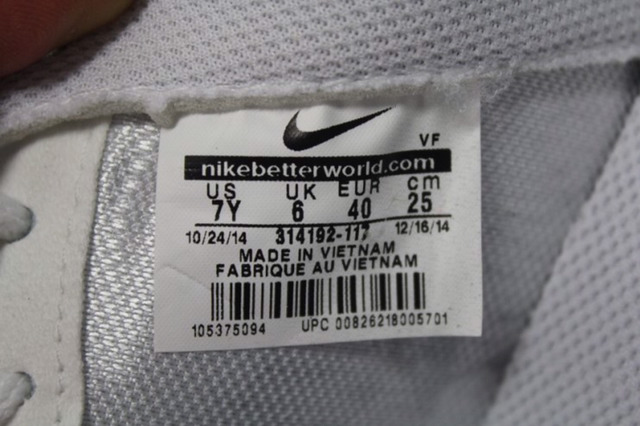 VF
nikebetterworld.com
US UK EUR cm
7Y 6 40 25
10/24/14 314192-117 12/16/14
MADE IN VIETNAM
FABRIQUE AU VIETNAM
105375094 UPC 00826218005701